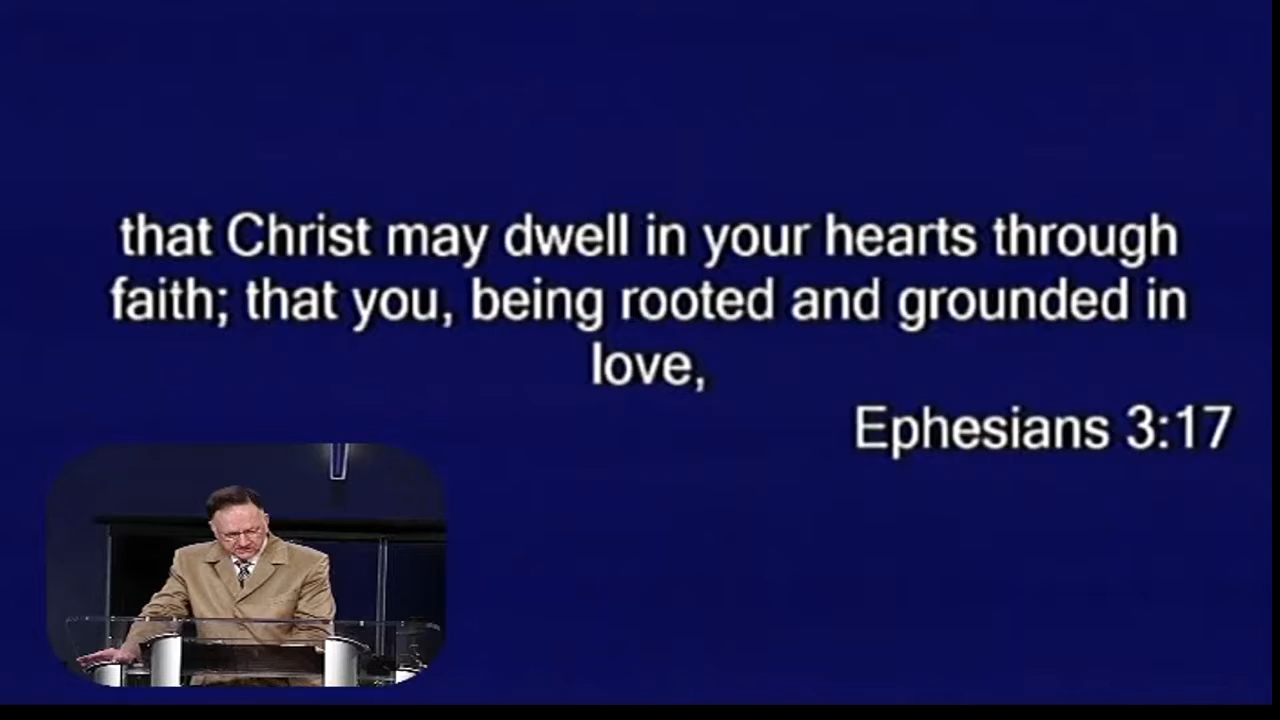 that Christ may dwell in your hearts through
faith; that you, being rooted and grounded in
love,
Ephesians 3:17